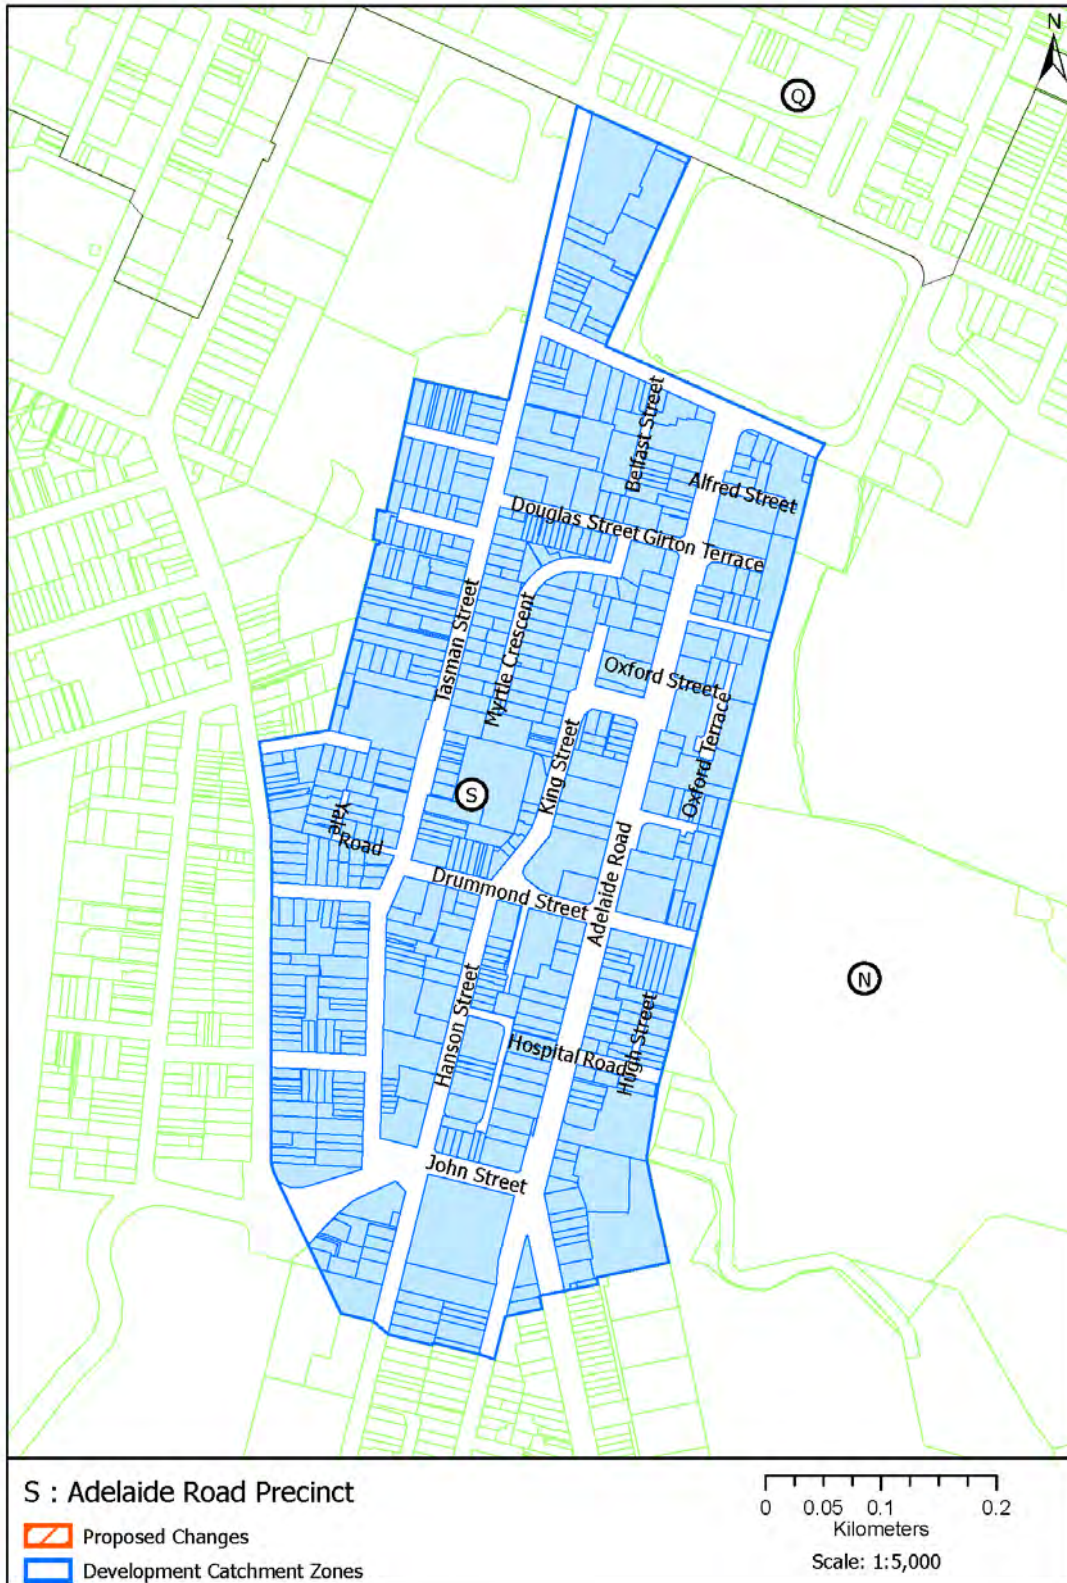 N
Q
Belfast Street
Alfred Street
Douglas Street
Girton Terrace
Tasman Street
Myrtle Crescent
Oxford Street
Oxford Terrace
King Street
S
Yale
Road
Adelaide Road
Drummond Street
N
Hanson Street
Hugh Street
Hospital Road
John Street
S : Adelaide Road Precinct
Proposed Changes
Development Catchment Zones
0 0.05 0.1 0.2
Kilometers
Scale: 1:5,000